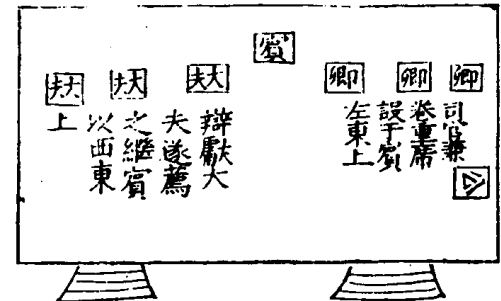 卿
卿
卿
公
司宮兼
卷重席
設于賓
左東上
賓
大夫
大夫
大夫
辯獻大
夫遂薦
之繼賓
以西東
上